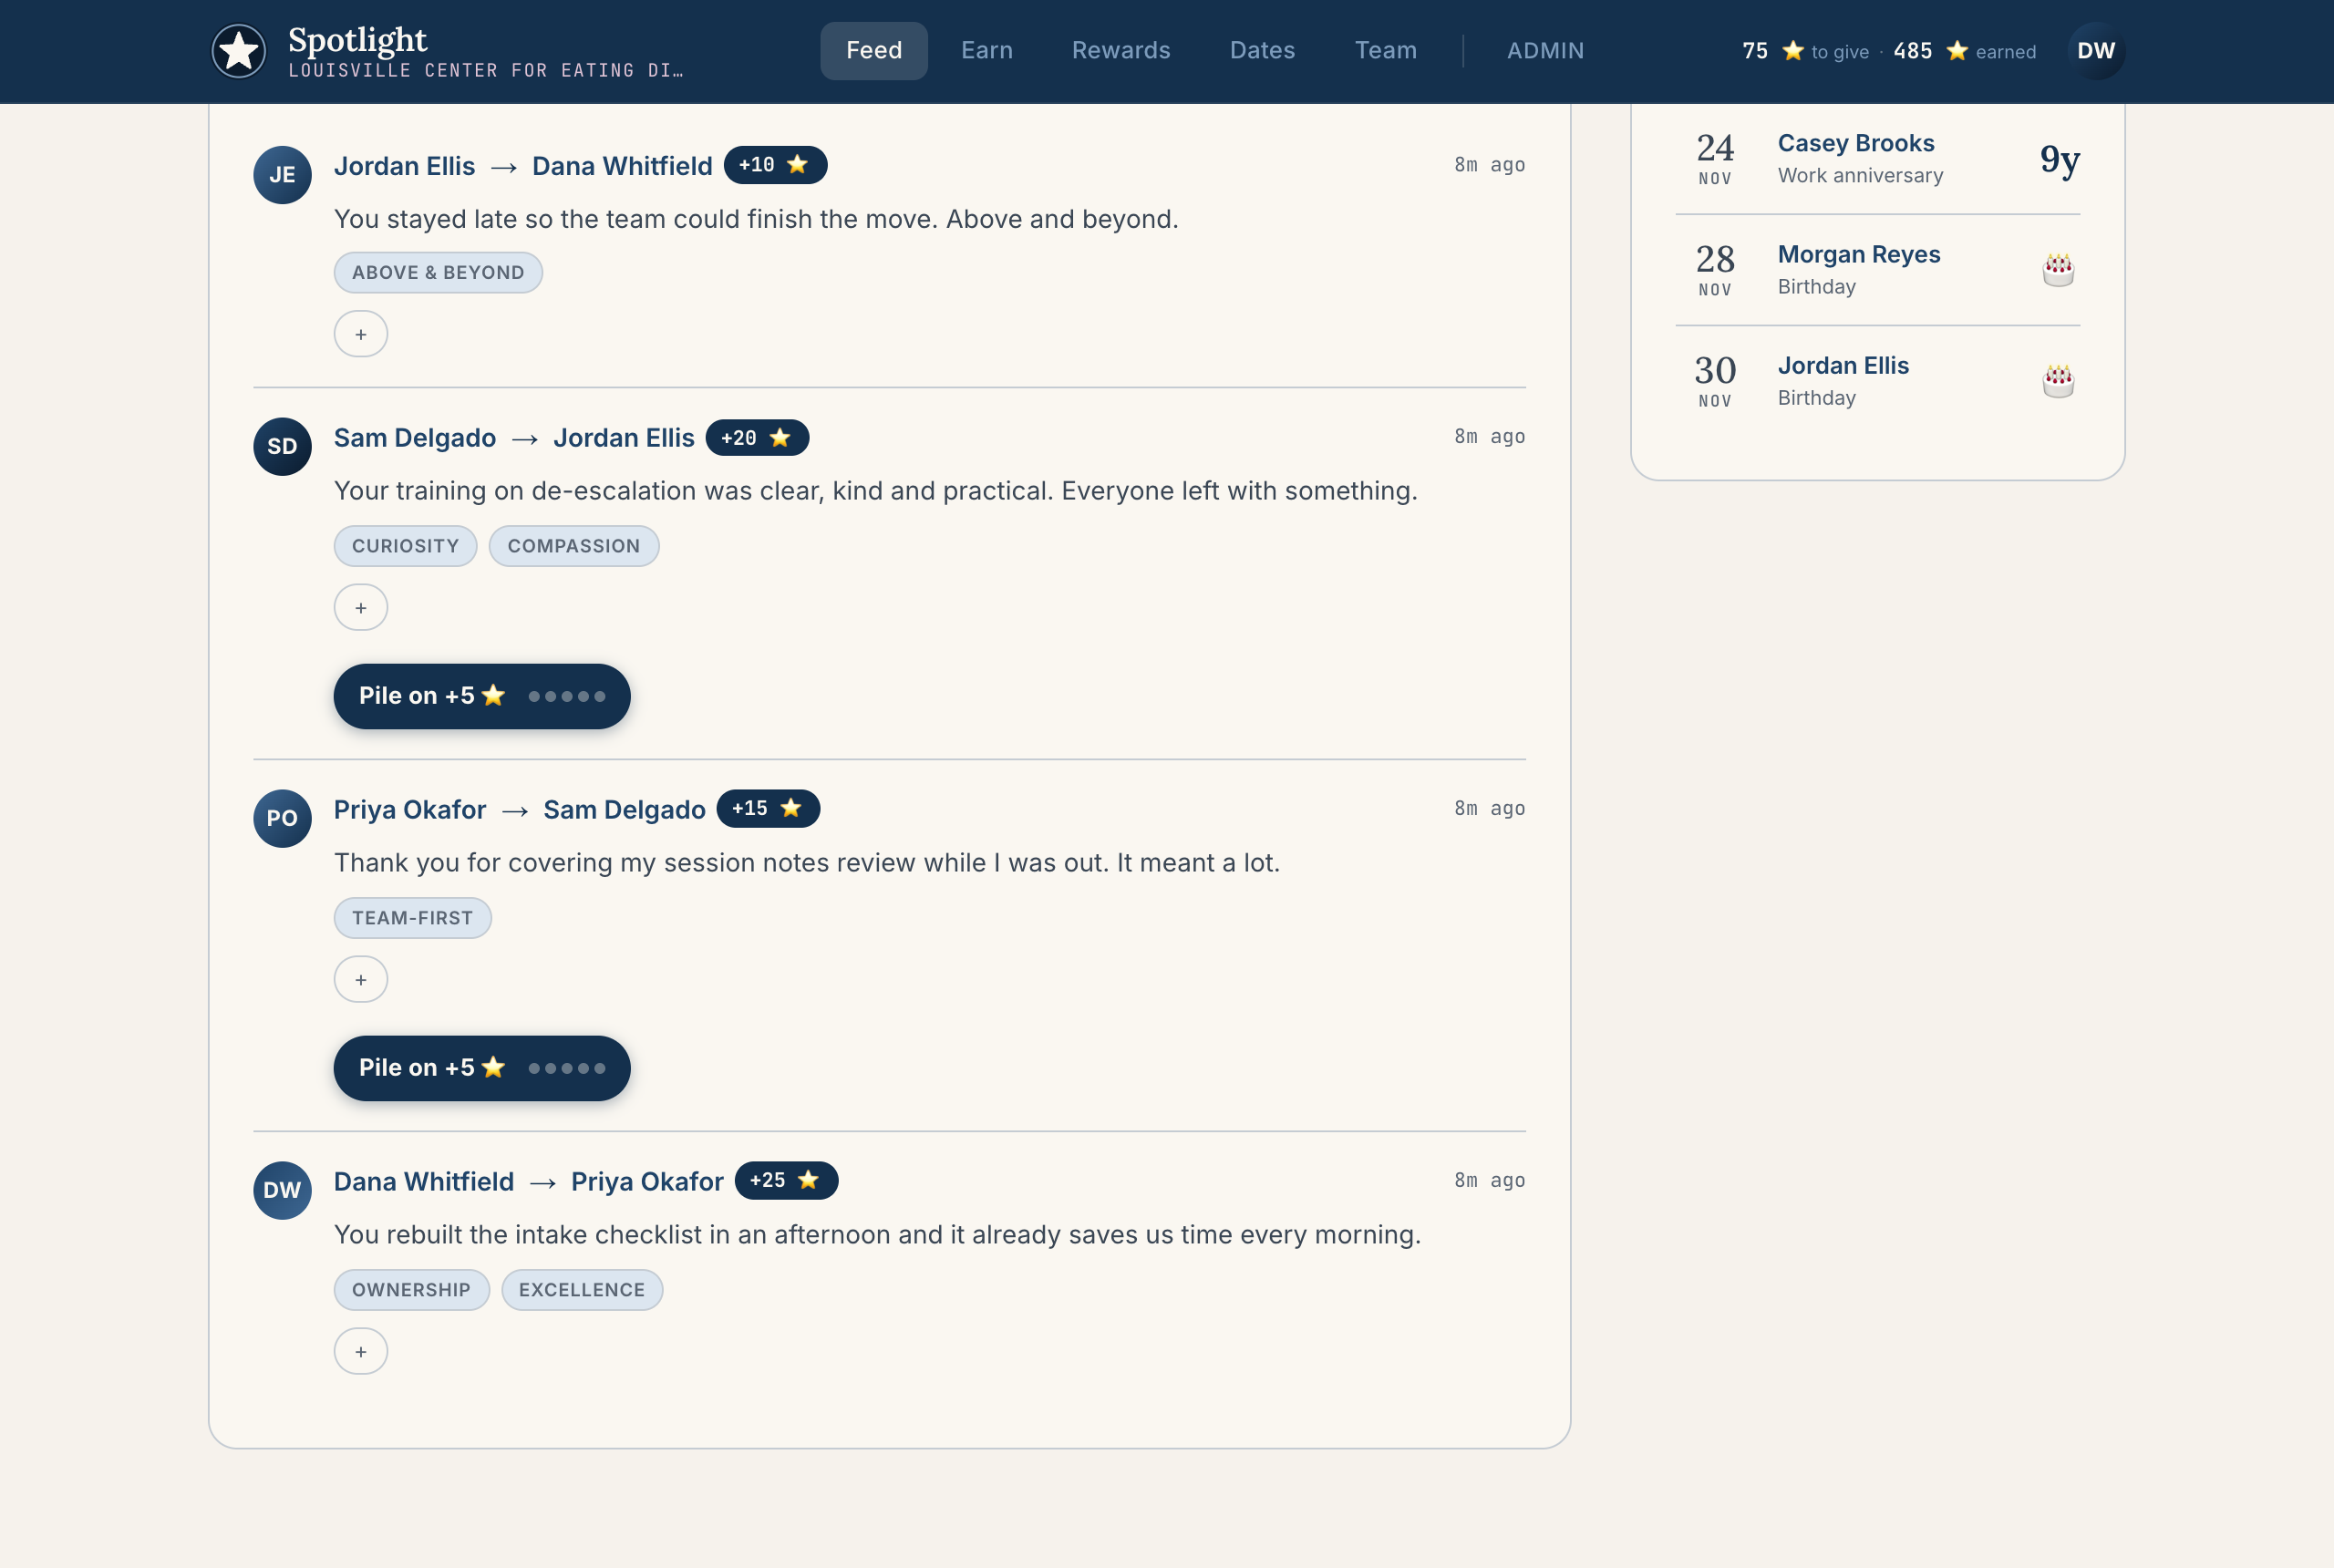 Spotlight
LOUISVILLE CENTER FOR EATING DI…
Feed Earn Rewards Dates Team ADMIN
75 ⭐ to give · 485 ⭐ earned DW
JE Jordan Ellis → Dana Whitfield +10 ⭐ 8m ago
You stayed late so the team could finish the move. Above and beyond.
ABOVE & BEYOND
+
SD Sam Delgado → Jordan Ellis +20 ⭐ 8m ago
Your training on de-escalation was clear, kind and practical. Everyone left with something.
CURIOSITY COMPASSION
+
Pile on +5 ⭐
PO Priya Okafor → Sam Delgado +15 ⭐ 8m ago
Thank you for covering my session notes review while I was out. It meant a lot.
TEAM-FIRST
+
Pile on +5 ⭐
DW Dana Whitfield → Priya Okafor +25 ⭐ 8m ago
You rebuilt the intake checklist in an afternoon and it already saves us time every morning.
OWNERSHIP EXCELLENCE
+
24 NOV
Casey Brooks
Work anniversary
9y
28 NOV
Morgan Reyes
Birthday
30 NOV
Jordan Ellis
Birthday